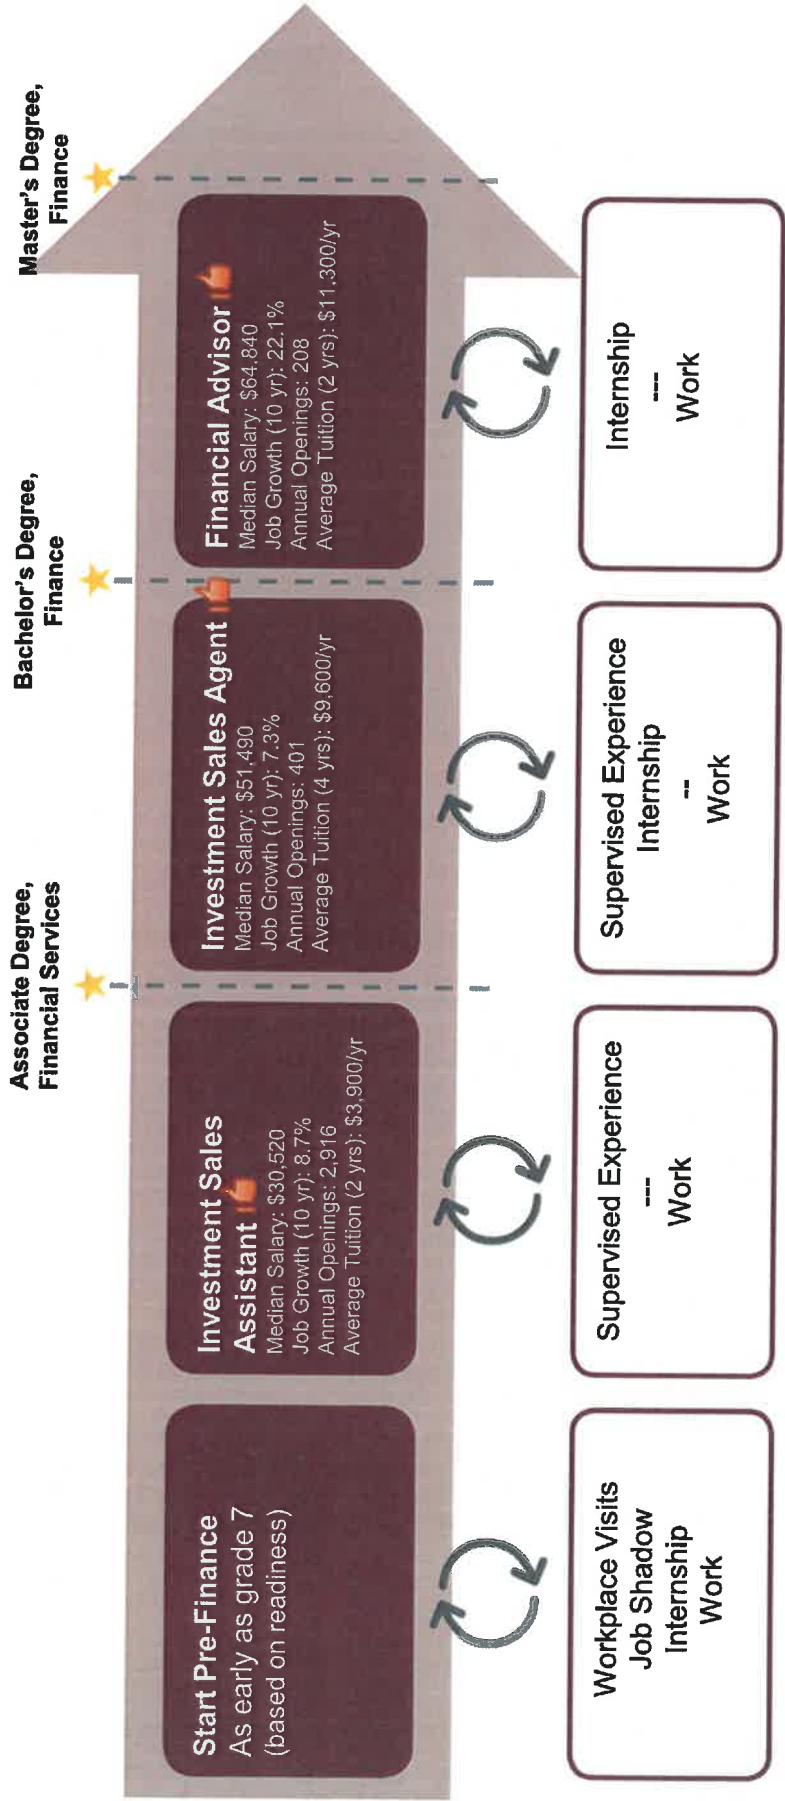 Associate Degree,
Financial Services
Bachelor's Degree,
Finance
Master's Degree,
Finance
Start Pre-Finance
As early as grade 7
(based on readiness)
Investment Sales
Assistant
Median Salary: $30,520
Job Growth (10 yr): 8.7%
Annual Openings: 2,916
Average Tuition (2 yrs): $3,900/yr
Investment Sales Agent
Median Salary: $51,490
Job Growth (10 yr): 7.3%
Annual Openings: 401
Average Tuition (4 yrs): $9,600/yr
Financial Advisor
Median Salary: $64,840
Job Growth (10 yr): 22.1%
Annual Openings: 208
Average Tuition (2 yrs): $11,300/yr
Workplace Visits
Job Shadow
Internship
Work
Supervised Experience
---
Work
Supervised Experience
Internship
--
Work
Internship
---
Work